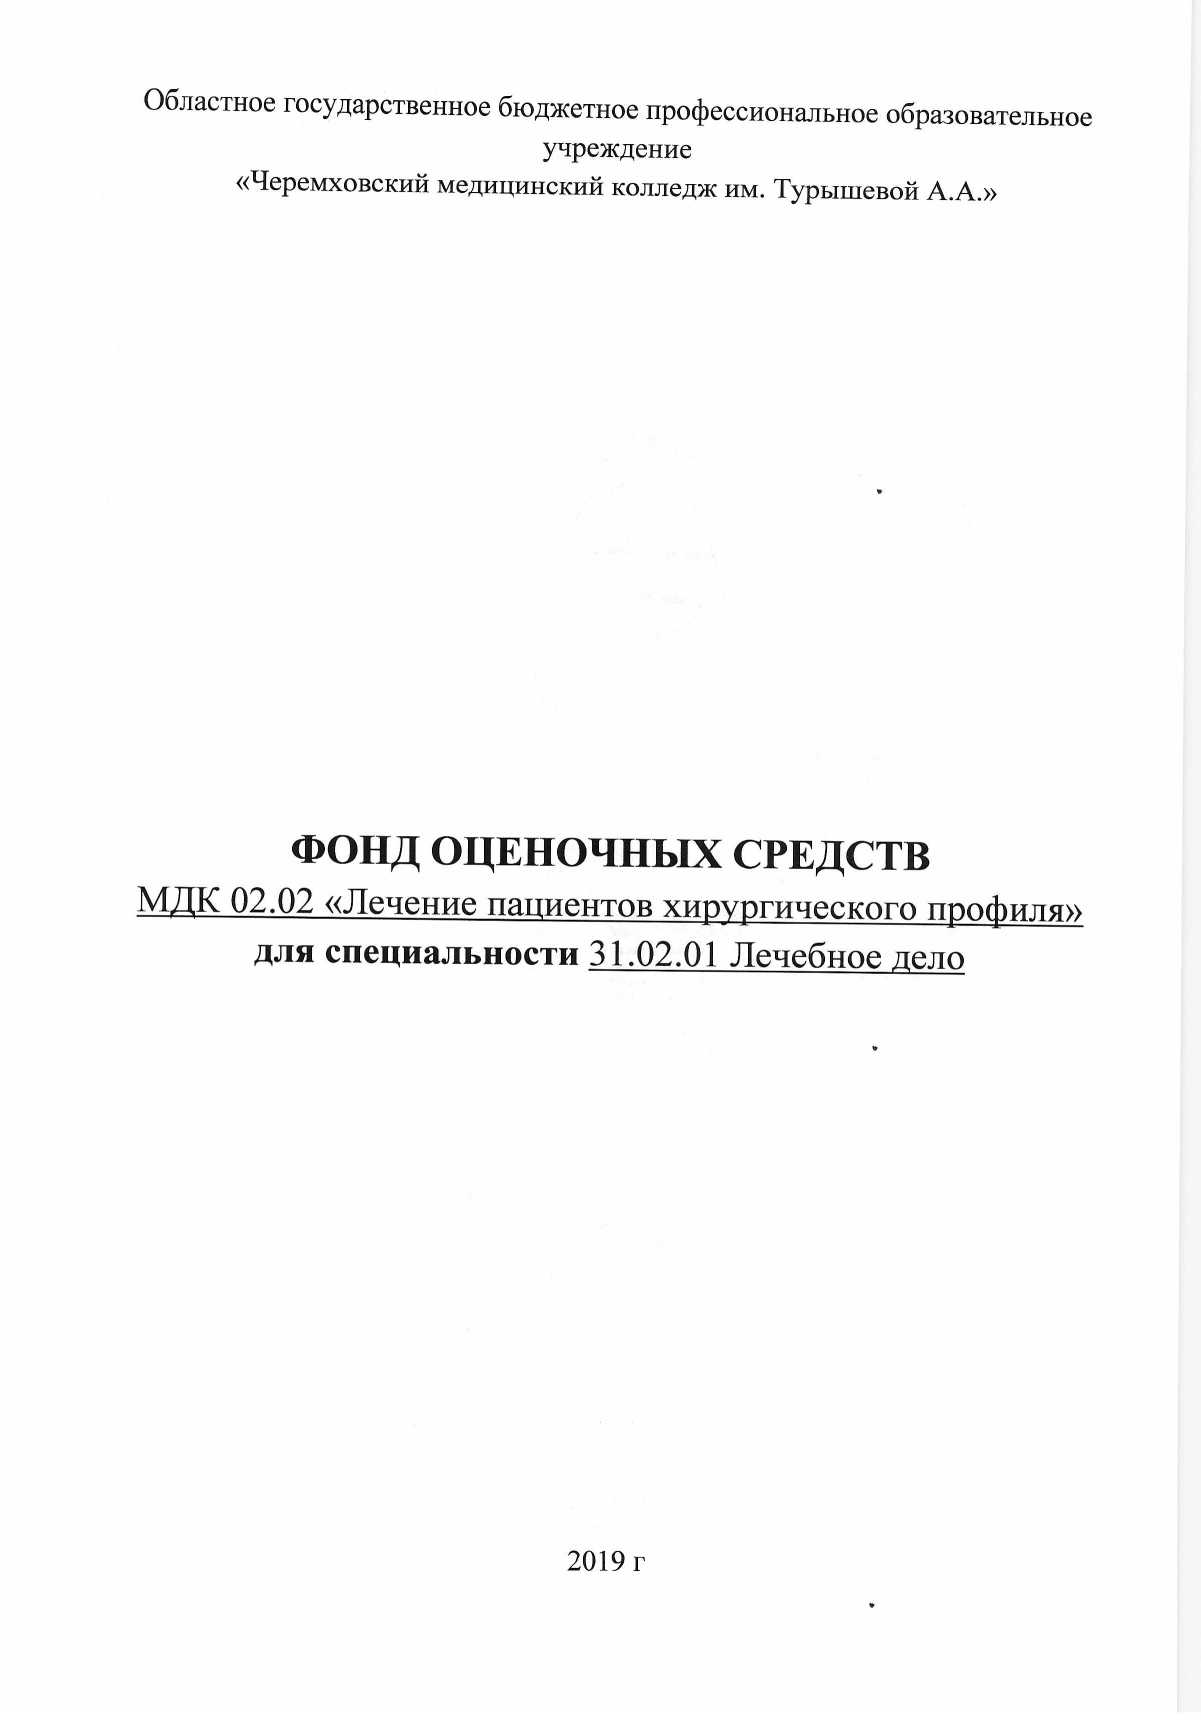 Областное государственное бюджетное профессиональное образовательное
учреждение
«Черемховский медицинский колледж им. Турышевой А.А.»
ФОНД ОЦЕНОЧНЫХ СРЕДСТВ
МДК 02.02 «Лечение пациентов хирургического профиля»
для специальности 31.02.01 Лечебное дело
2019 г